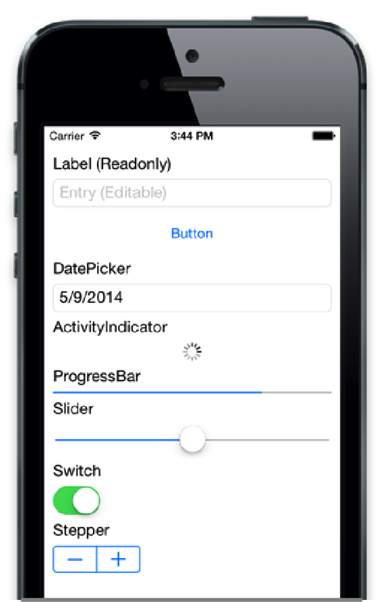 Carrier 3:44 PM
Label (Readonly)
Entry (Editable)
Button
DatePicker
5/9/2014
ActivityIndicator
ProgressBar
Slider
Switch
Stepper
− +